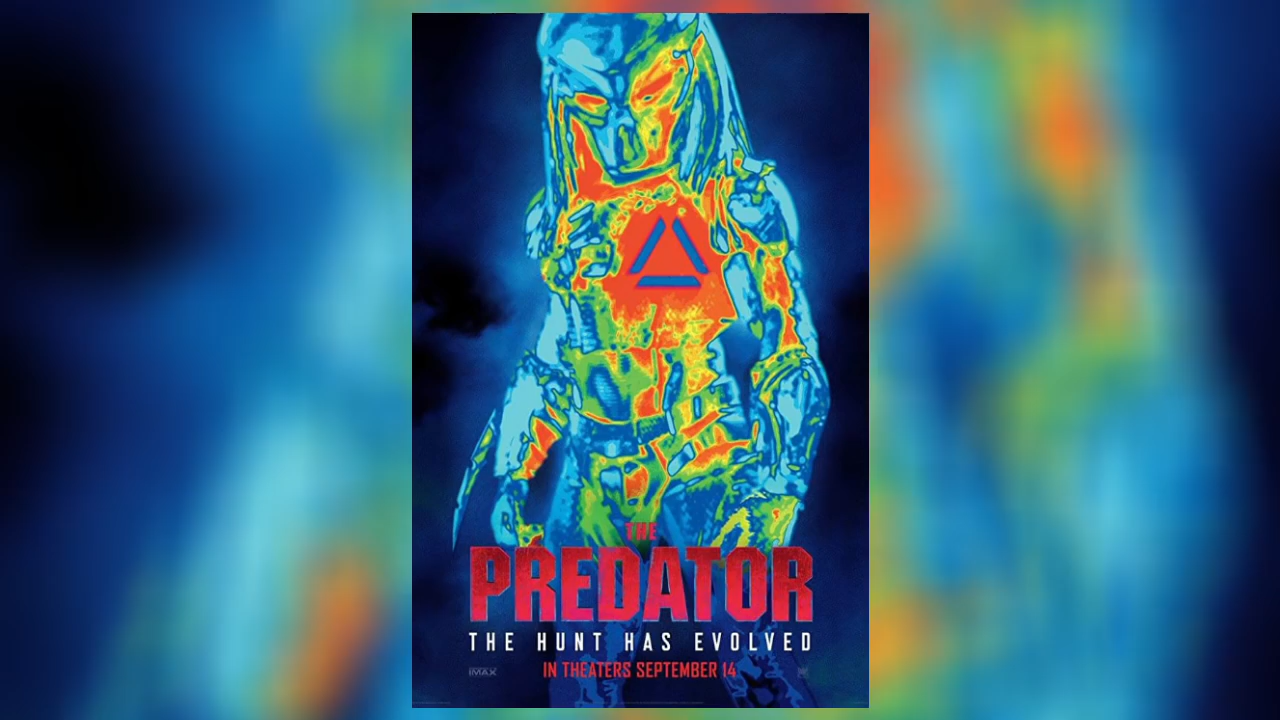 THE
PREDATOR
THE HUNT HAS EVOLVED
IN THEATERS SEPTEMBER 14
IMAX